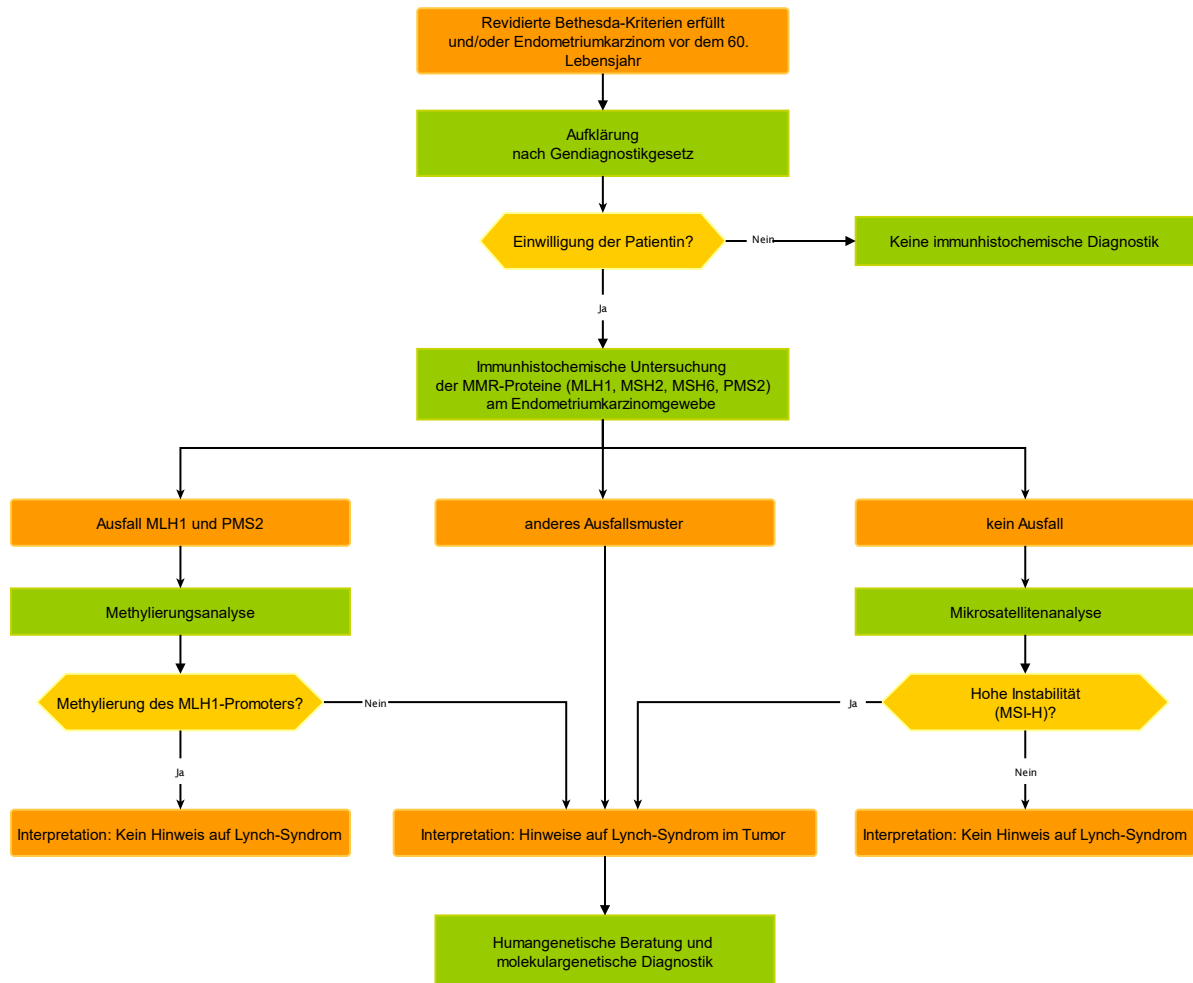 Revidierte Bethesda-Kriterien erfüllt
und/oder Endometriumkarzinom vor dem 60.
Lebensjahr
Aufklärung
nach Gendiagnostikgesetz
Einwilligung der Patientin?
Nein
Keine immunhistochemische Diagnostik
Ja
Immunhistochemische Untersuchung
der MMR-Proteine (MLH1, MSH2, MSH6, PMS2)
am Endometriumkarzinomgewebe
Ausfall MLH1 und PMS2
anderes Ausfallsmuster
kein Ausfall
Methylierungsanalyse
Mikrosatellitenanalyse
Methylierung des MLH1-Promoters?
Nein
Ja
Hohe Instabilität
(MSI-H)?
Ja
Nein
Interpretation: Kein Hinweis auf Lynch-Syndrom
Interpretation: Hinweise auf Lynch-Syndrom im Tumor
Interpretation: Kein Hinweis auf Lynch-Syndrom
Humangenetische Beratung und
molekulargenetische Diagnostik